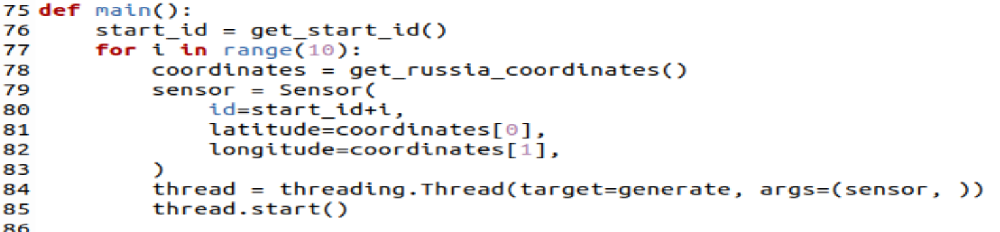 75 def main():
76     start_id = get_start_id()
77     for i in range(10):
78         coordinates = get_russia_coordinates()
79         sensor = Sensor(
80             id=start_id+i,
81             latitude=coordinates[0],
82             longitude=coordinates[1],
83         )
84         thread = threading.Thread(target=generate, args=(sensor, ))
85         thread.start()
86